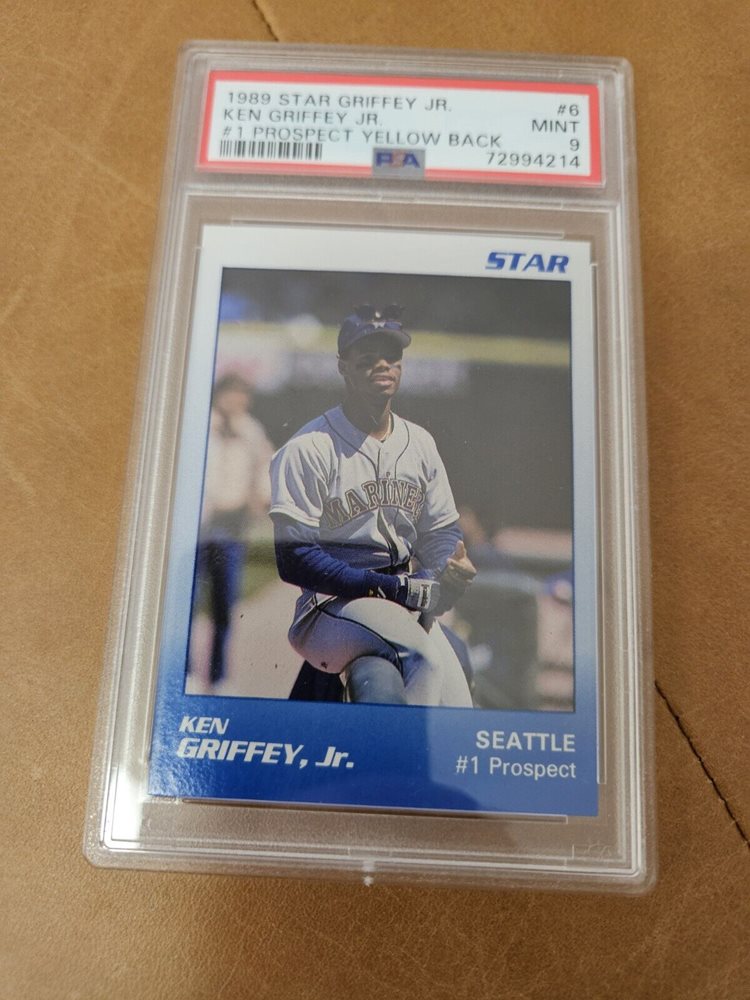 1989 STAR GRIFFEY JR. #6
KEN GRIFFEY JR. MINT
#1 PROSPECT YELLOW BACK 9
PSA 72994214
STAR
MARINERS
KEN
GRIFFEY, Jr.
SEATTLE
#1 Prospect